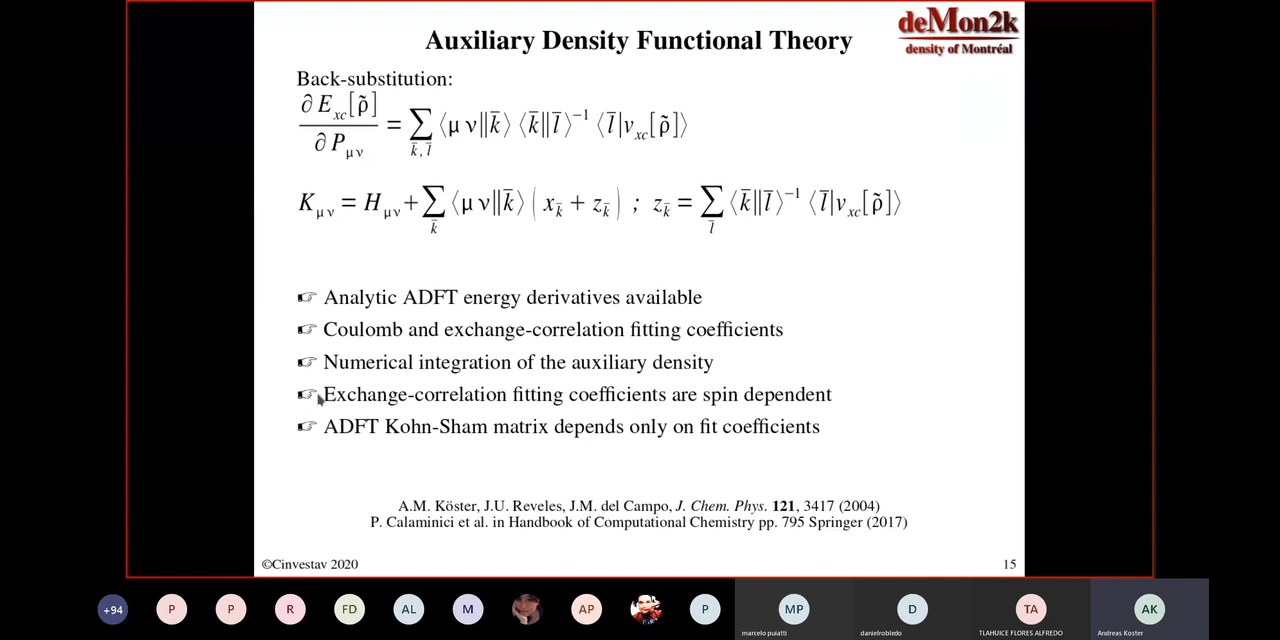 Auxiliary Density Functional Theory
deMon2k
density of Montréal
Back-substitution:
∂E_xc[ρ̃] / ∂P_μν = ∑_k̄,l̄ ⟨μν||k̄⟩ ⟨k̄||l̄⟩⁻¹ ⟨l̄|v_xc[ρ̃]⟩
K_μν = H_μν + ∑_k̄ ⟨μν||k̄⟩ (x_k̄ + z_k̄) ; z_k̄ = ∑_l̄ ⟨k̄||l̄⟩⁻¹ ⟨l̄|v_xc[ρ̃]⟩
☞ Analytic ADFT energy derivatives available
☞ Coulomb and exchange-correlation fitting coefficients
☞ Numerical integration of the auxiliary density
☞ Exchange-correlation fitting coefficients are spin dependent
☞ ADFT Kohn-Sham matrix depends only on fit coefficients
A.M. Köster, J.U. Reveles, J.M. del Campo, J. Chem. Phys. 121, 3417 (2004)
P. Calaminici et al. in Handbook of Computational Chemistry pp. 795 Springer (2017)
©Cinvestav 2020 15
+94 P P R FD AL M AP P MP D TA AK
marcelo puiatti danielrobledo TLAHUICE FLORES ALFREDO Andreas Koster